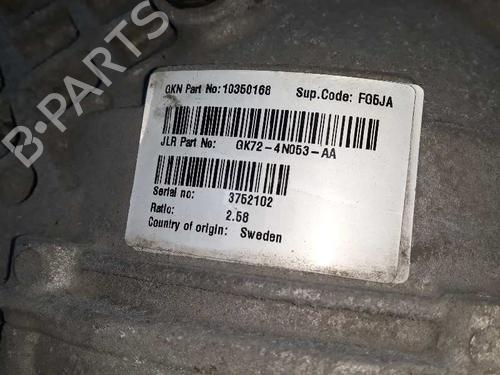 B-PARTS
GKN Part No: 10350168 Sup.Code: FG5JA
JLR Part No: GK72-4N053-AA
Serial no: 3752102
Ratio: 2.58
Country of origin: Sweden